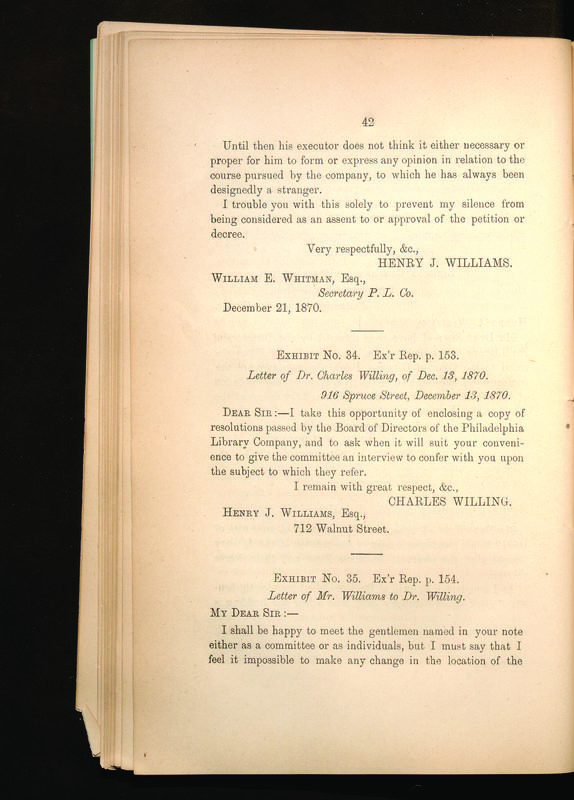 42
Until then his executor does not think it either necessary or
proper for him to form or express any opinion in relation to the
course pursued by the company, to which he has always been
designedly a stranger.
I trouble you with this solely to prevent my silence from
being considered as an assent to or approval of the petition or
decree.
Very respectfully, &c.,
HENRY J. WILLIAMS.
WILLIAM E. WHITMAN, Esq.,
Secretary P. L. Co.
December 21, 1870.
EXHIBIT NO. 34. Ex'r Rep. p. 153.
Letter of Dr. Charles Willing, of Dec. 13, 1870.
916 Spruce Street, December 13, 1870.
DEAR SIR:—I take this opportunity of enclosing a copy of
resolutions passed by the Board of Directors of the Philadelphia
Library Company, and to ask when it will suit your conveni-
ence to give the committee an interview to confer with you upon
the subject to which they refer.
I remain with great respect, &c.,
CHARLES WILLING.
HENRY J. WILLIAMS, Esq.,
712 Walnut Street.
EXHIBIT NO. 35. Ex'r Rep. p. 154.
Letter of Mr. Williams to Dr. Willing.
MY DEAR SIR:—
I shall be happy to meet the gentlemen named in your note
either as a committee or as individuals, but I must say that I
feel it impossible to make any change in the location of the